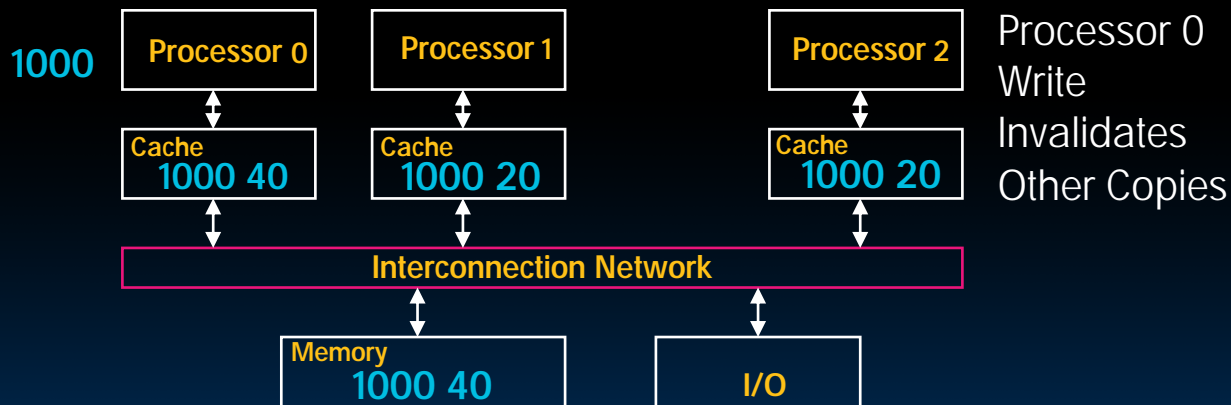 1000
Processor 0
Processor 1
Processor 2
Processor 0
Write
Invalidates
Other Copies
Cache
1000 40
Cache
1000 20
Cache
1000 20
Interconnection Network
Memory
1000 40
I/O